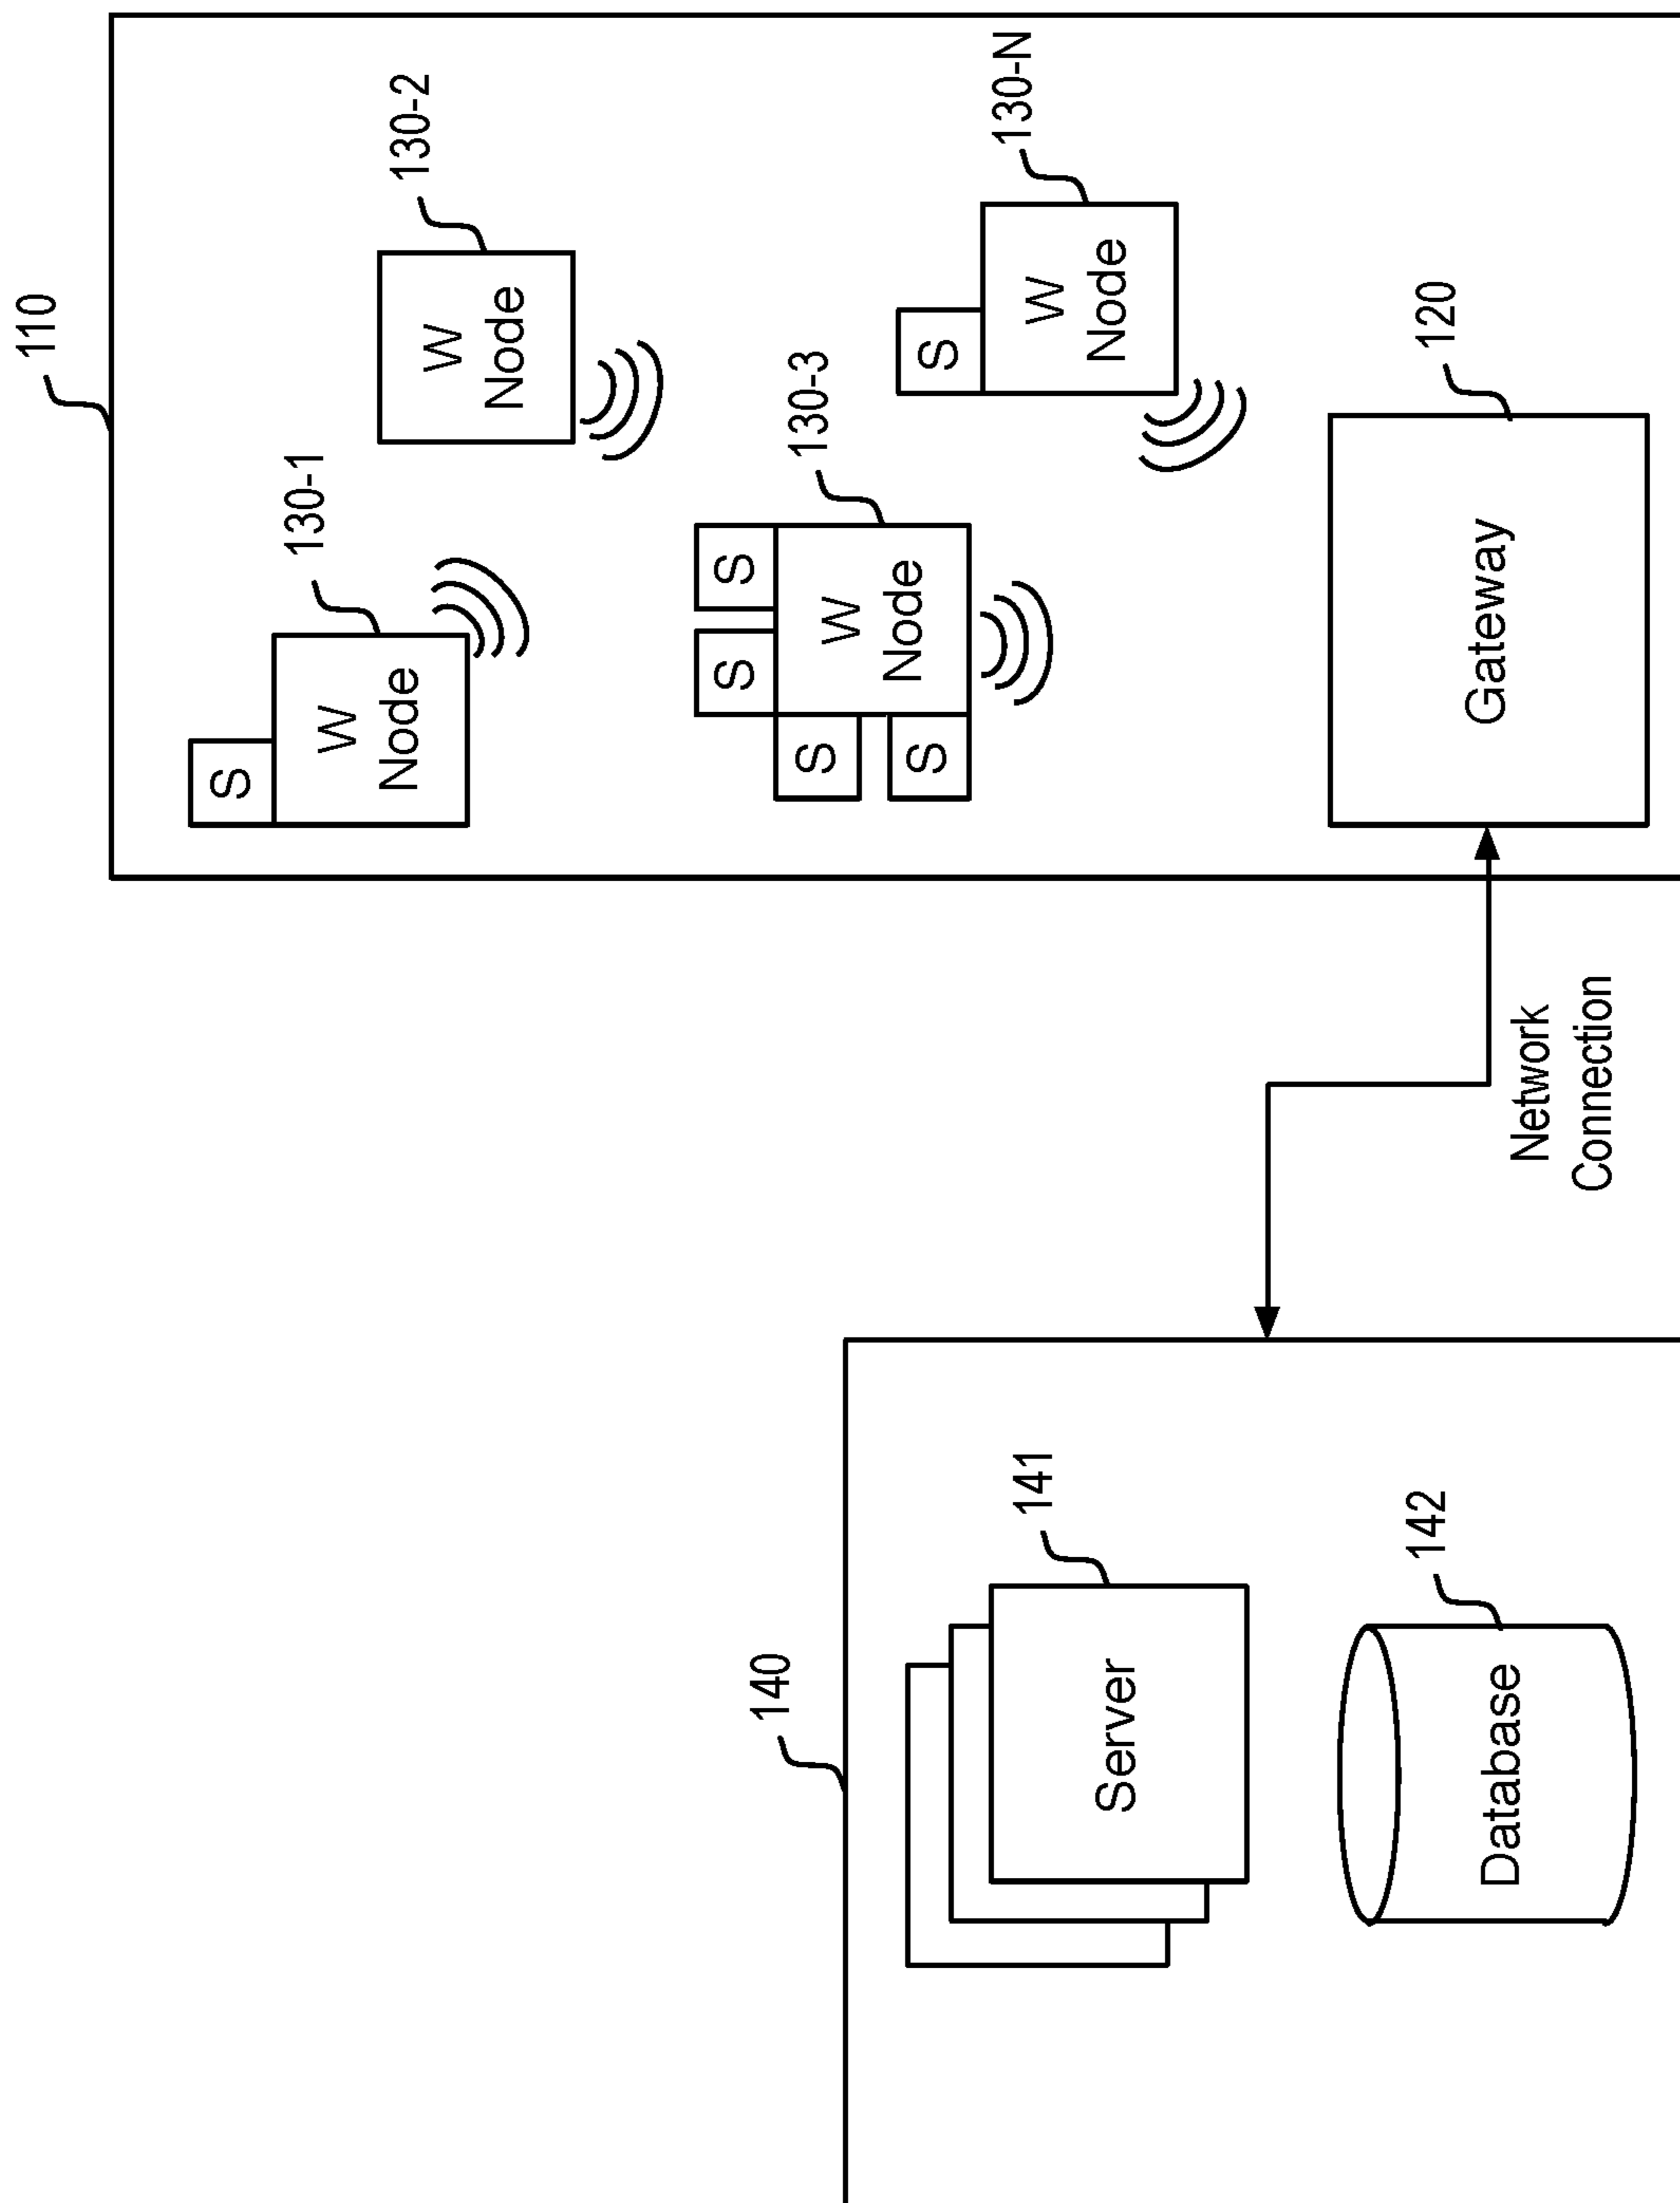 110
S
130-1
W
Node
130-2
W
Node
S
S
130-3
S
S
W
Node
S
130-N
W
Node
120
Gateway
Network
Connection
140
141
Server
142
Database